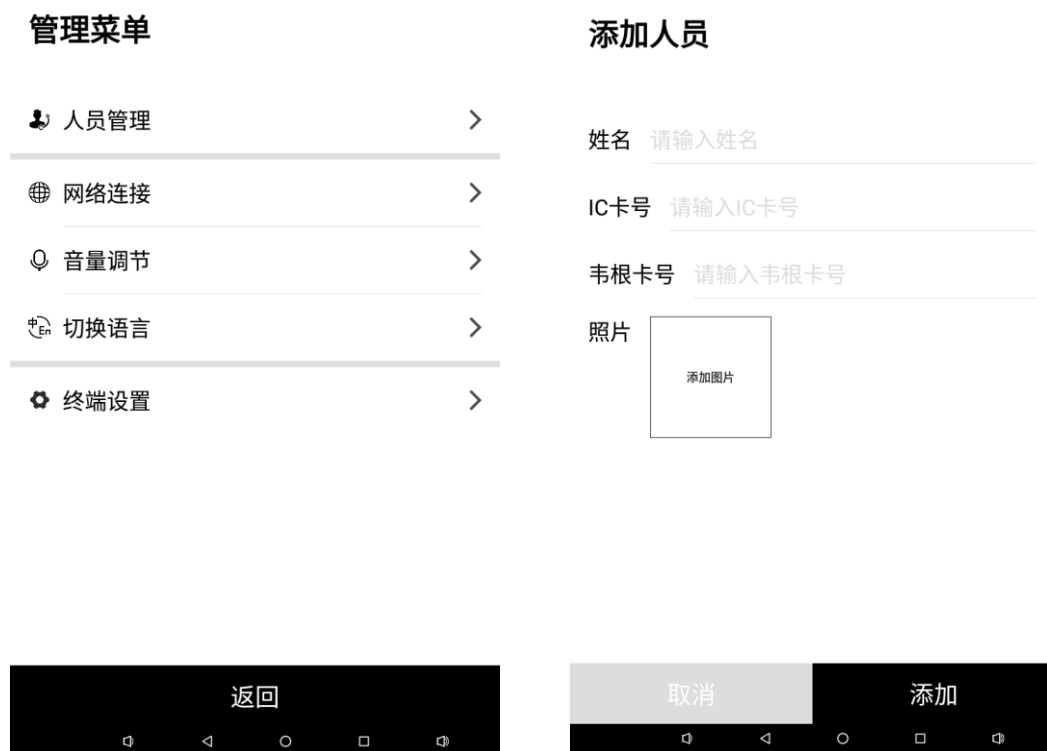 管理菜单
人员管理
网络连接
音量调节
切换语言
终端设置
返回
添加人员
姓名 请输入姓名
IC卡号 请输入IC卡号
韦根卡号 请输入韦根卡号
照片
添加图片
取消 添加